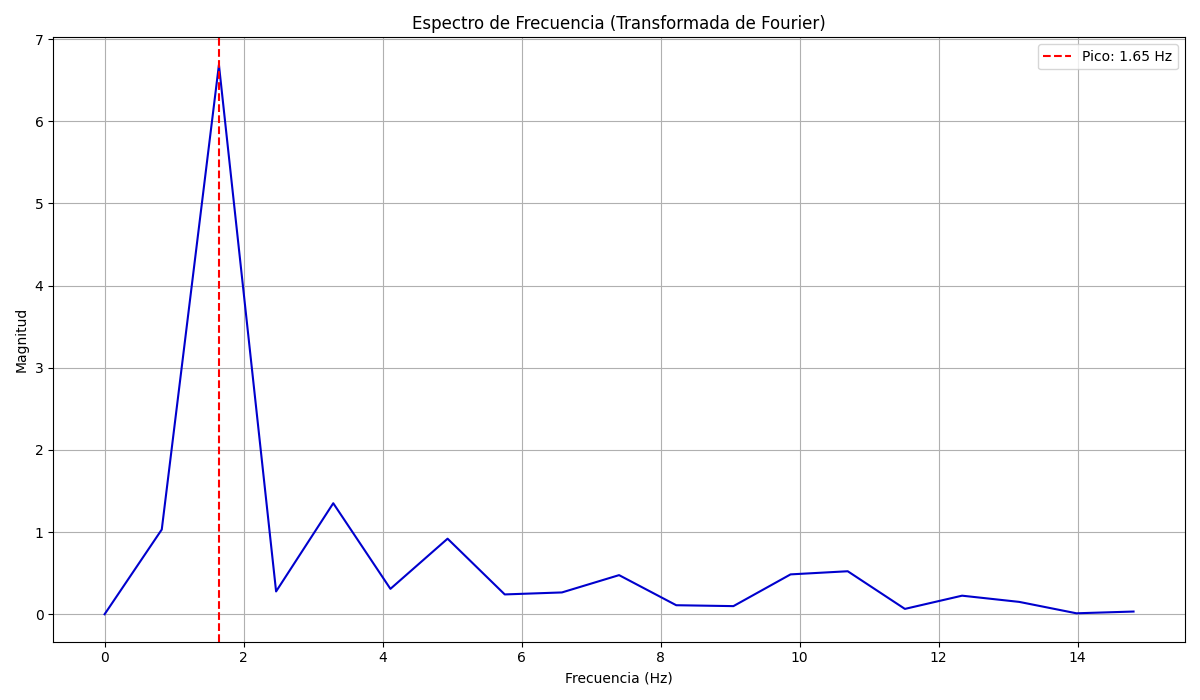 Espectro de Frecuencia (Transformada de Fourier)
Pico: 1.65 Hz
Magnitud
7
6
5
4
3
2
1
0
0 2 4 6 8 10 12 14
Frecuencia (Hz)